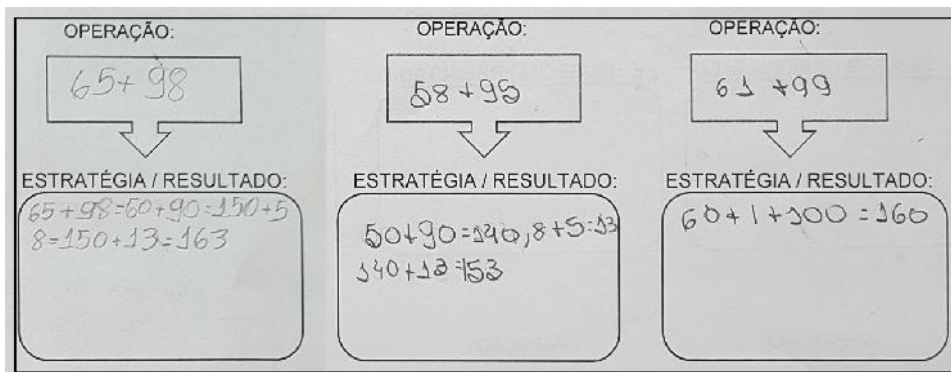 OPERAÇÃO:
65+ 98
ESTRATÉGIA / RESULTADO:
65+98=60+90=150+5
8=150+13=163
OPERAÇÃO:
58+95
ESTRATÉGIA / RESULTADO:
50+90=140,8+5=13
140+13=153
OPERAÇÃO:
61 +99
ESTRATÉGIA / RESULTADO:
60+1+100=160